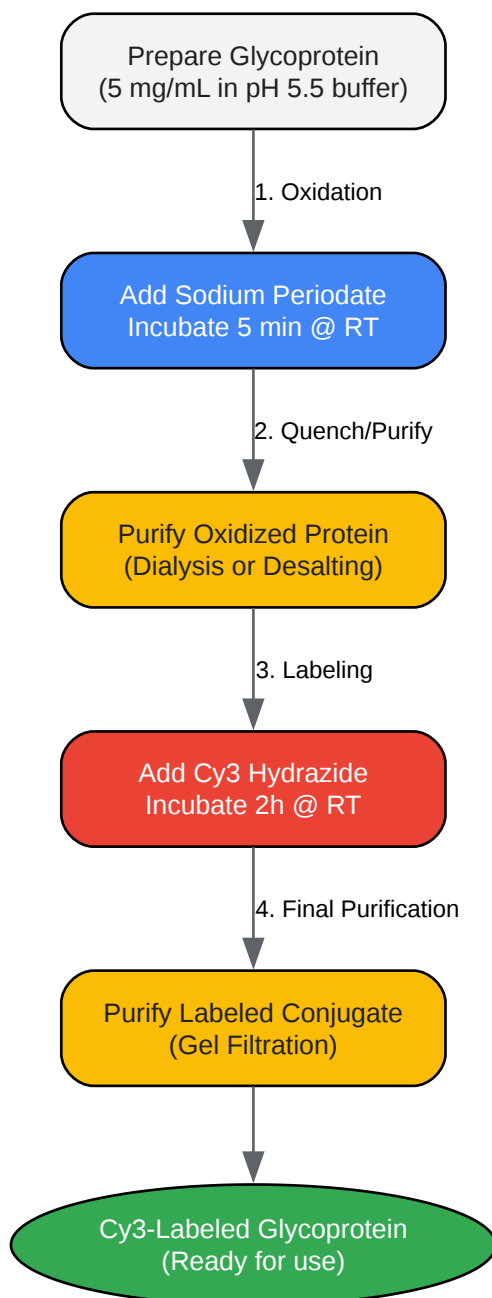 Prepare Glycoprotein
(5 mg/mL in pH 5.5 buffer)
1. Oxidation
Add Sodium Periodate
Incubate 5 min @ RT
2. Quench/Purify
Purify Oxidized Protein
(Dialysis or Desalting)
3. Labeling
Add Cy3 Hydrazide
Incubate 2h @ RT
4. Final Purification
Purify Labeled Conjugate
(Gel Filtration)
Cy3-Labeled Glycoprotein
(Ready for use)